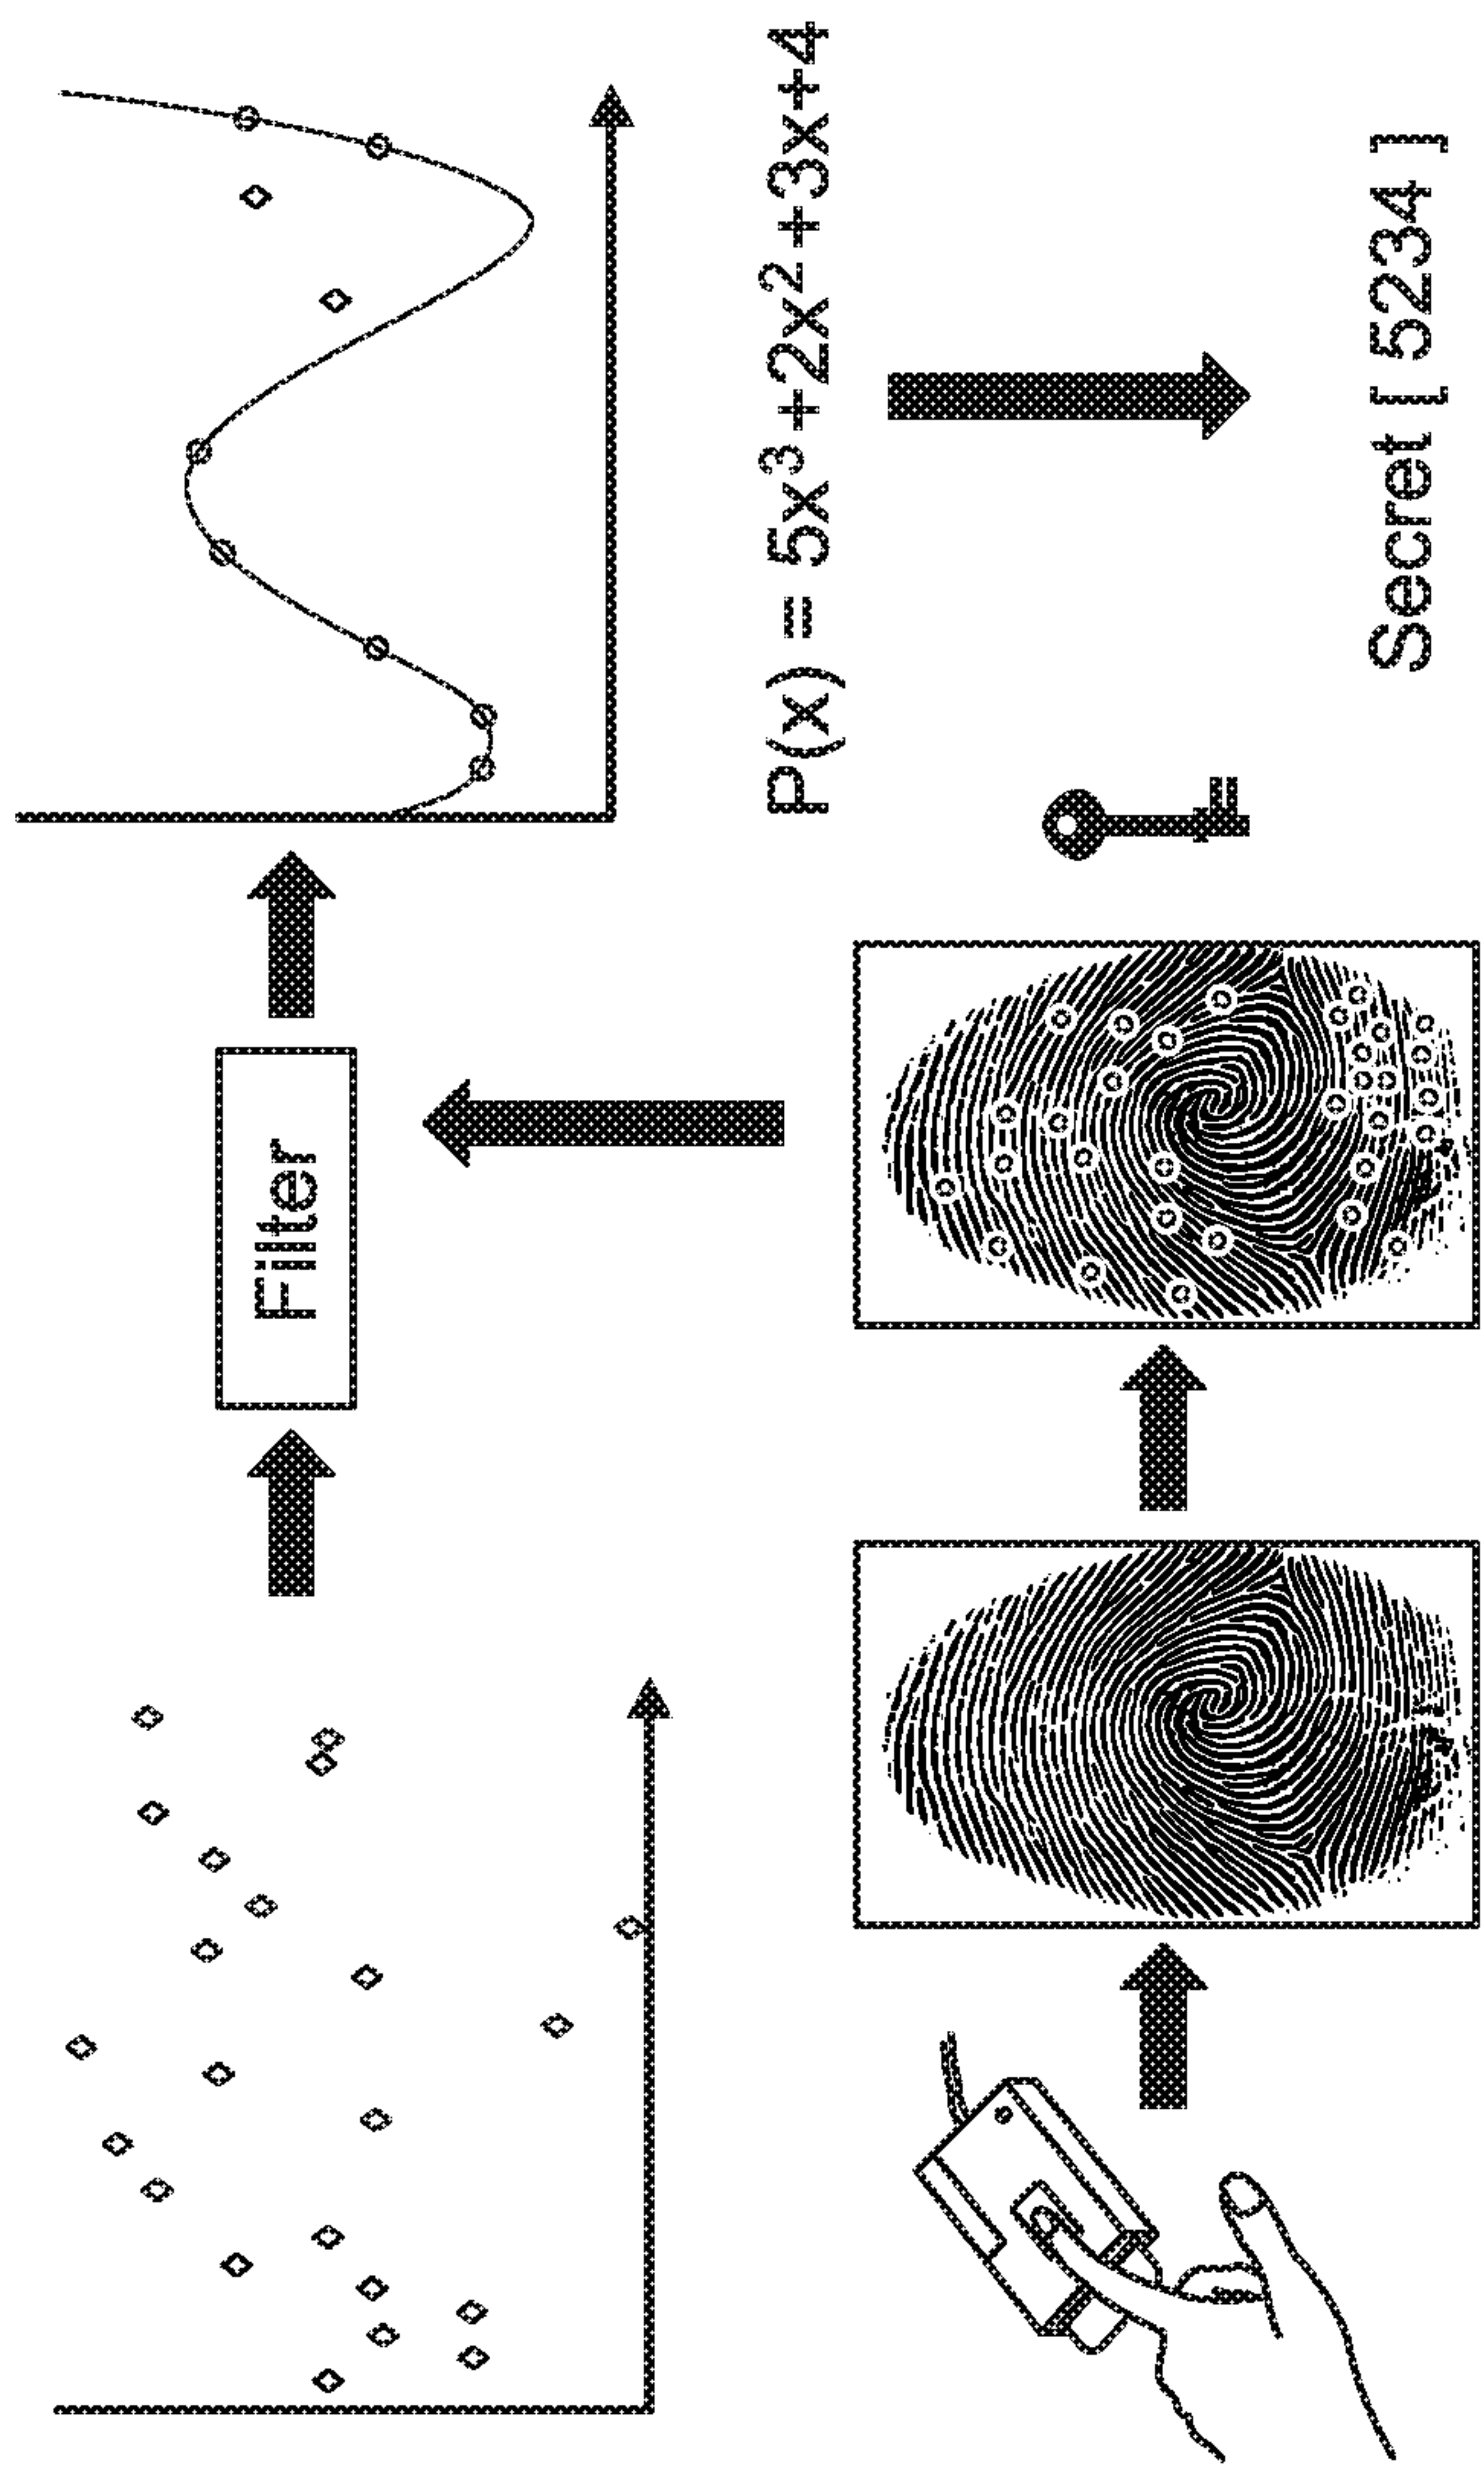 Filter
P(x) = 5x³+2x²+3x+4
Secret [ 5234 ]